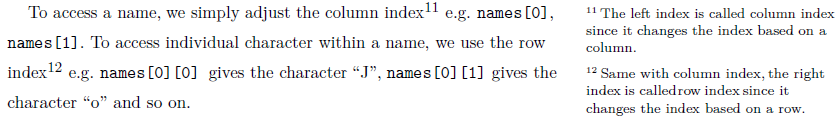 To access a name, we simply adjust the column index11 e.g. names[0],
names[1]. To access individual character within a name, we use the row
index12 e.g. names[0][0] gives the character “J”, names[0][1] gives the
character “o” and so on.
11 The left index is called column index
since it changes the index based on a
column.
12 Same with column index, the right
index is called row index since it
changes the index based on a row.